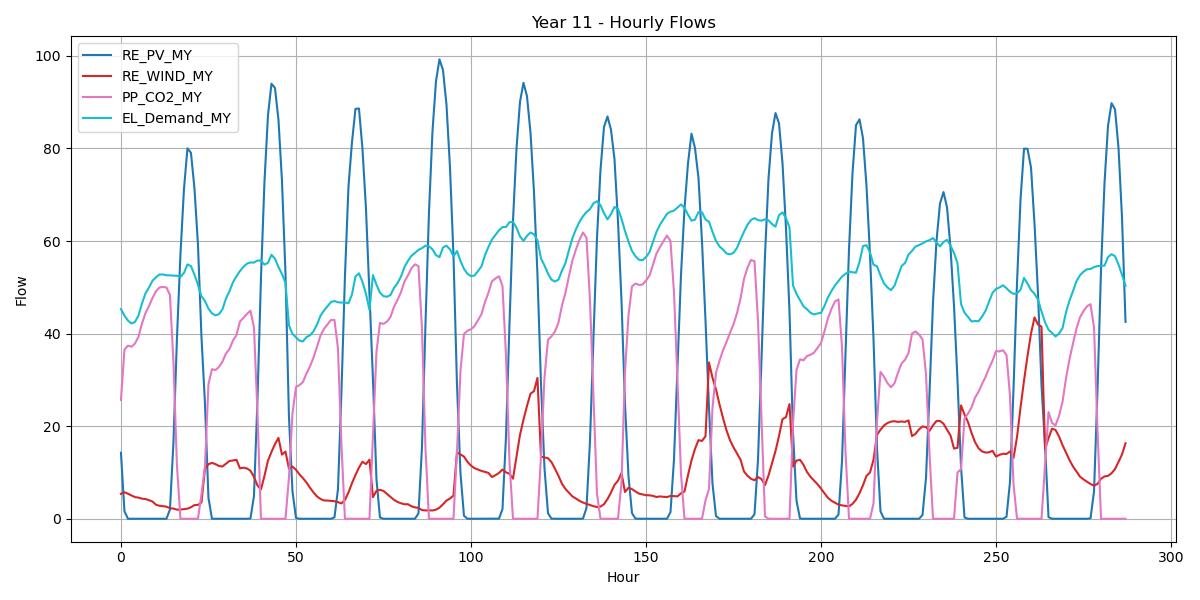 Year 11 - Hourly Flows
RE_PV_MY
RE_WIND_MY
PP_CO2_MY
EL_Demand_MY
Flow
100
80
60
40
20
0
0 50 100 150 200 250 300
Hour